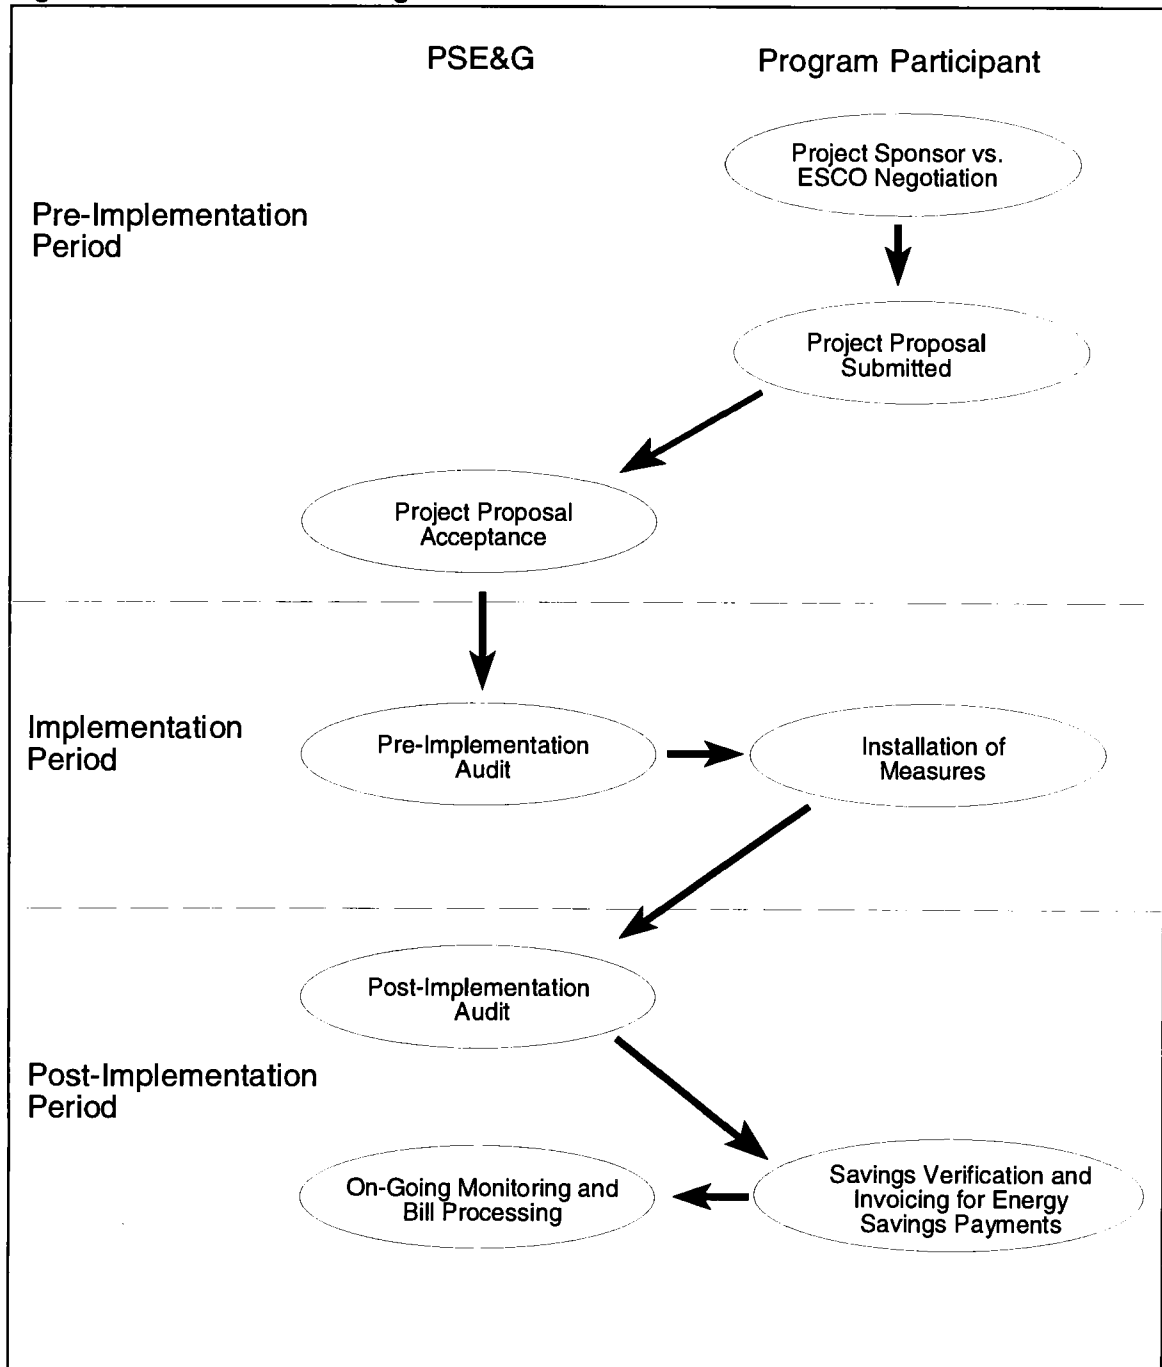 PSE&G
Program Participant
Project Sponsor vs.
ESCO Negotiation
Pre-Implementation
Period
Project Proposal
Submitted
Project Proposal
Acceptance
Implementation
Period
Pre-Implementation
Audit
Installation of
Measures
Post-Implementation
Audit
Post-Implementation
Period
On-Going Monitoring and
Bill Processing
Savings Verification and
Invoicing for Energy
Savings Payments